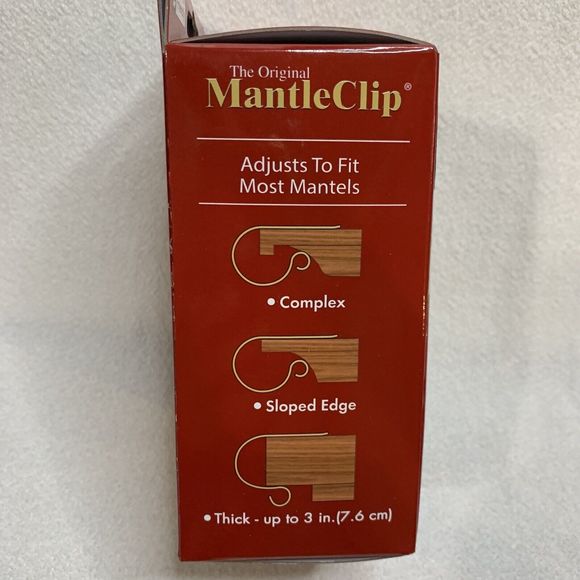 The Original
MantleClip®
Adjusts To Fit
Most Mantels
• Complex
• Sloped Edge
• Thick - up to 3 in.(7.6 cm)